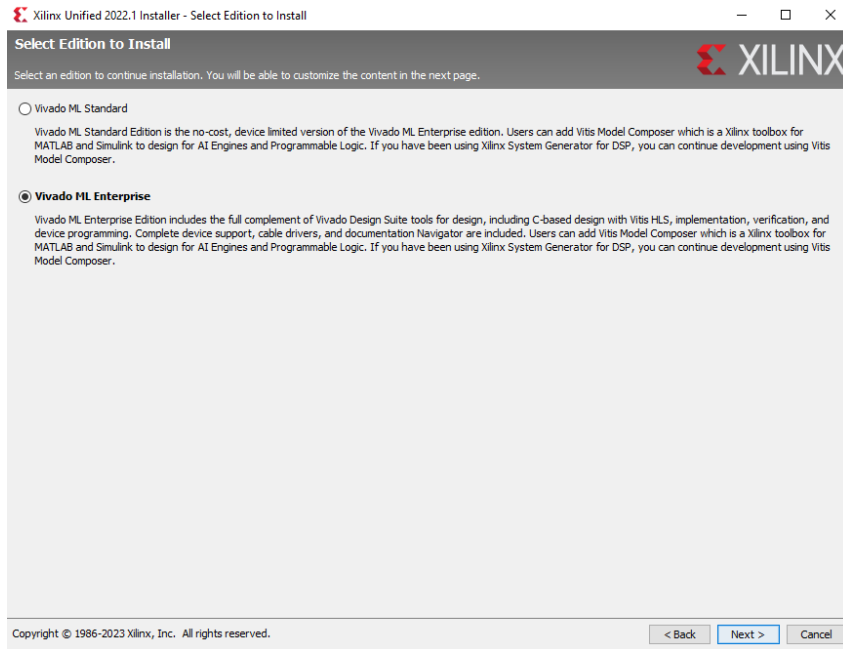 Xilinx Unified 2022.1 Installer - Select Edition to Install
Select Edition to Install
Select an edition to continue installation. You will be able to customize the content in the next page.
XILINX
Vivado ML Standard
Vivado ML Standard Edition is the no-cost, device limited version of the Vivado ML Enterprise edition. Users can add Vitis Model Composer which is a Xilinx toolbox for
MATLAB and Simulink to design for AI Engines and Programmable Logic. If you have been using Xilinx System Generator for DSP, you can continue development using Vitis
Model Composer.
Vivado ML Enterprise
Vivado ML Enterprise Edition includes the full complement of Vivado Design Suite tools for design, including C-based design with Vitis HLS, implementation, verification, and
device programming. Complete device support, cable drivers, and documentation Navigator are included. Users can add Vitis Model Composer which is a Xilinx toolbox for
MATLAB and Simulink to design for AI Engines and Programmable Logic. If you have been using Xilinx System Generator for DSP, you can continue development using Vitis
Model Composer.
Copyright © 1986-2023 Xilinx, Inc. All rights reserved.
< Back Next > Cancel